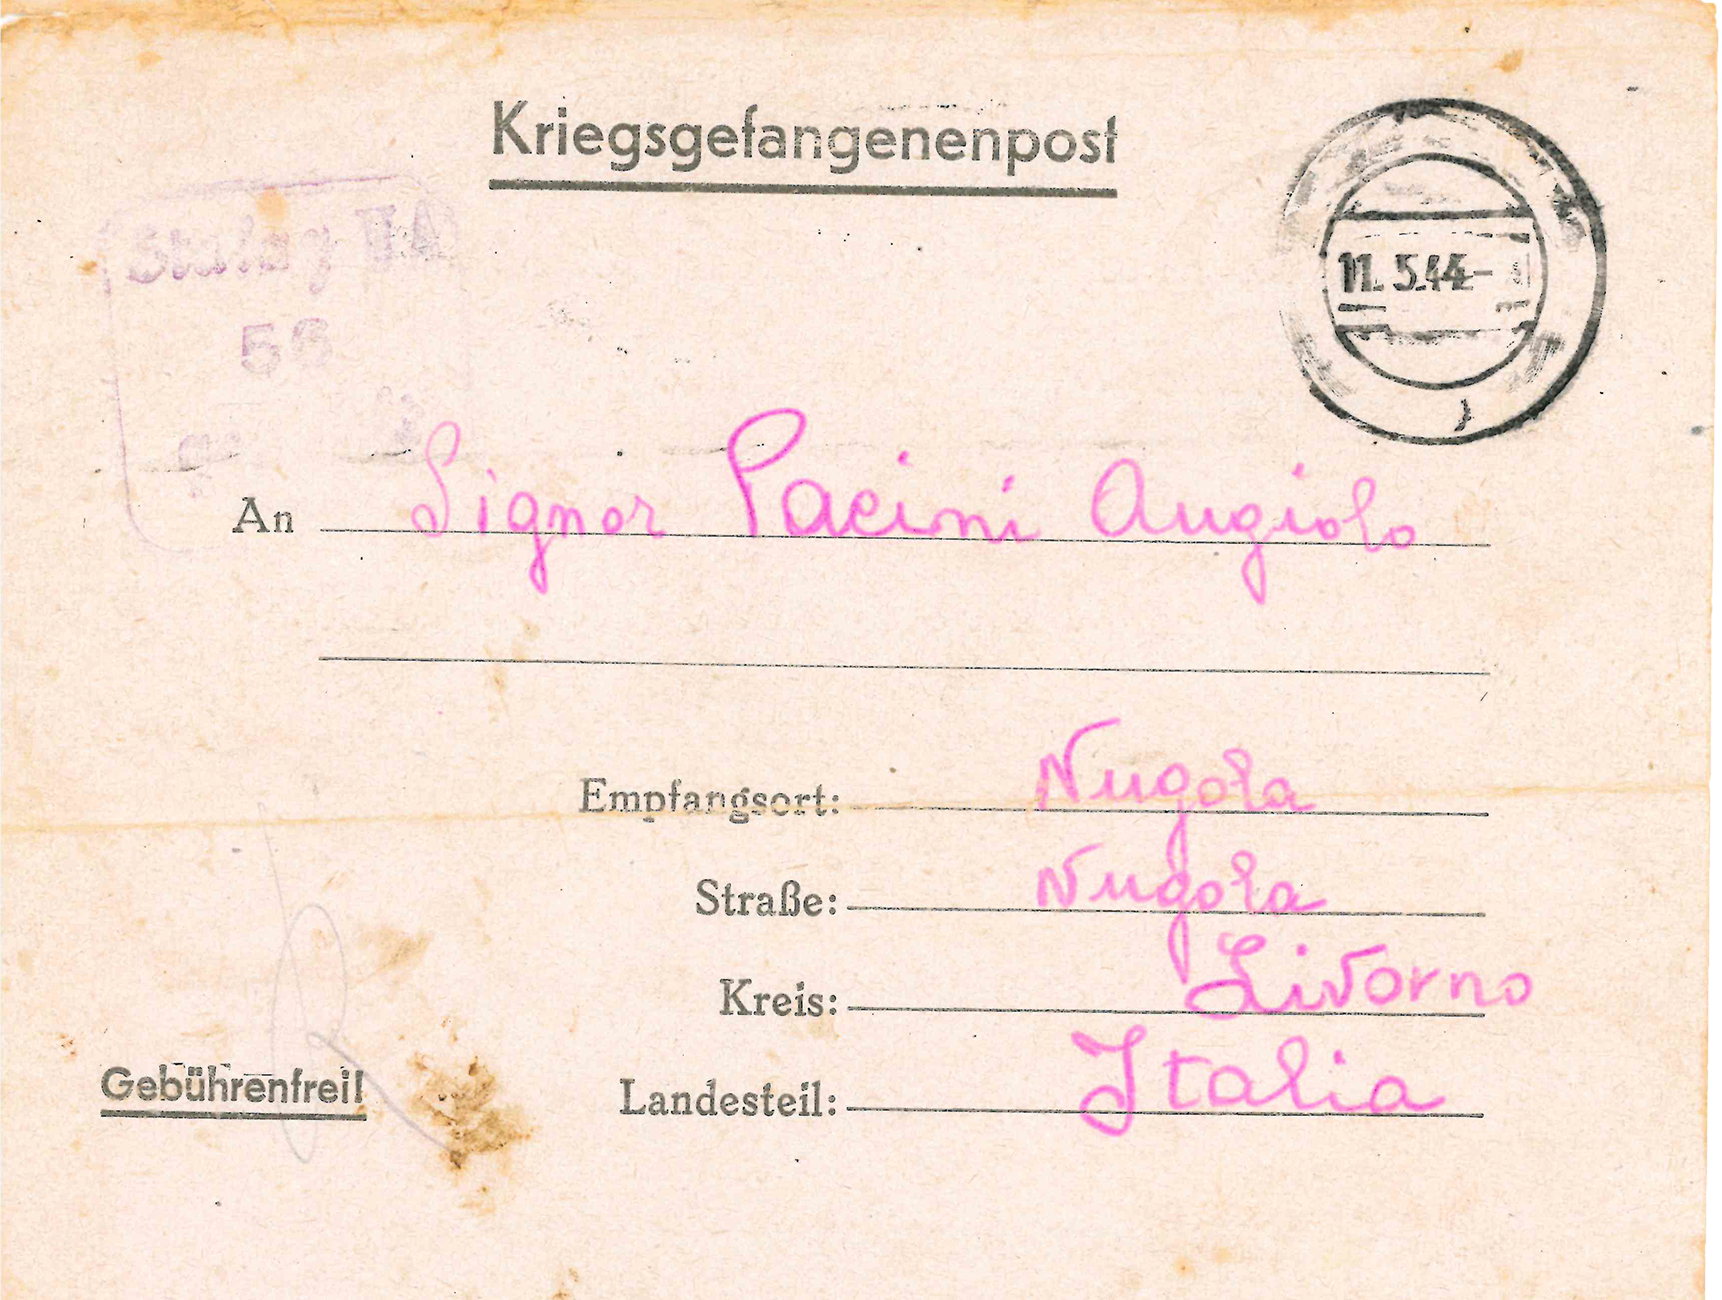 Kriegsgefangenenpost
Stalag
56
11. 5.44-
An Signor Pacini Angiolo
Empfangsort: Nugola
Straße: Nugola
Kreis: Livorno
Landesteil: Italia
Gebührenfrei!